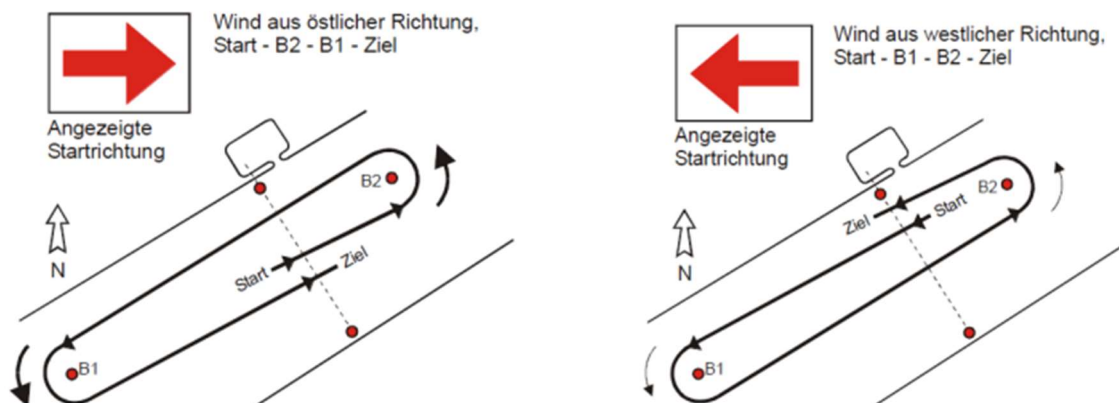 Wind aus östlicher Richtung,
Start - B2 - B1 - Ziel
Angezeigte
Startrichtung
B2
N
Start
Ziel
B1
Wind aus westlicher Richtung,
Start - B1 - B2 - Ziel
Angezeigte
Startrichtung
B2
Ziel
Start
N
B1